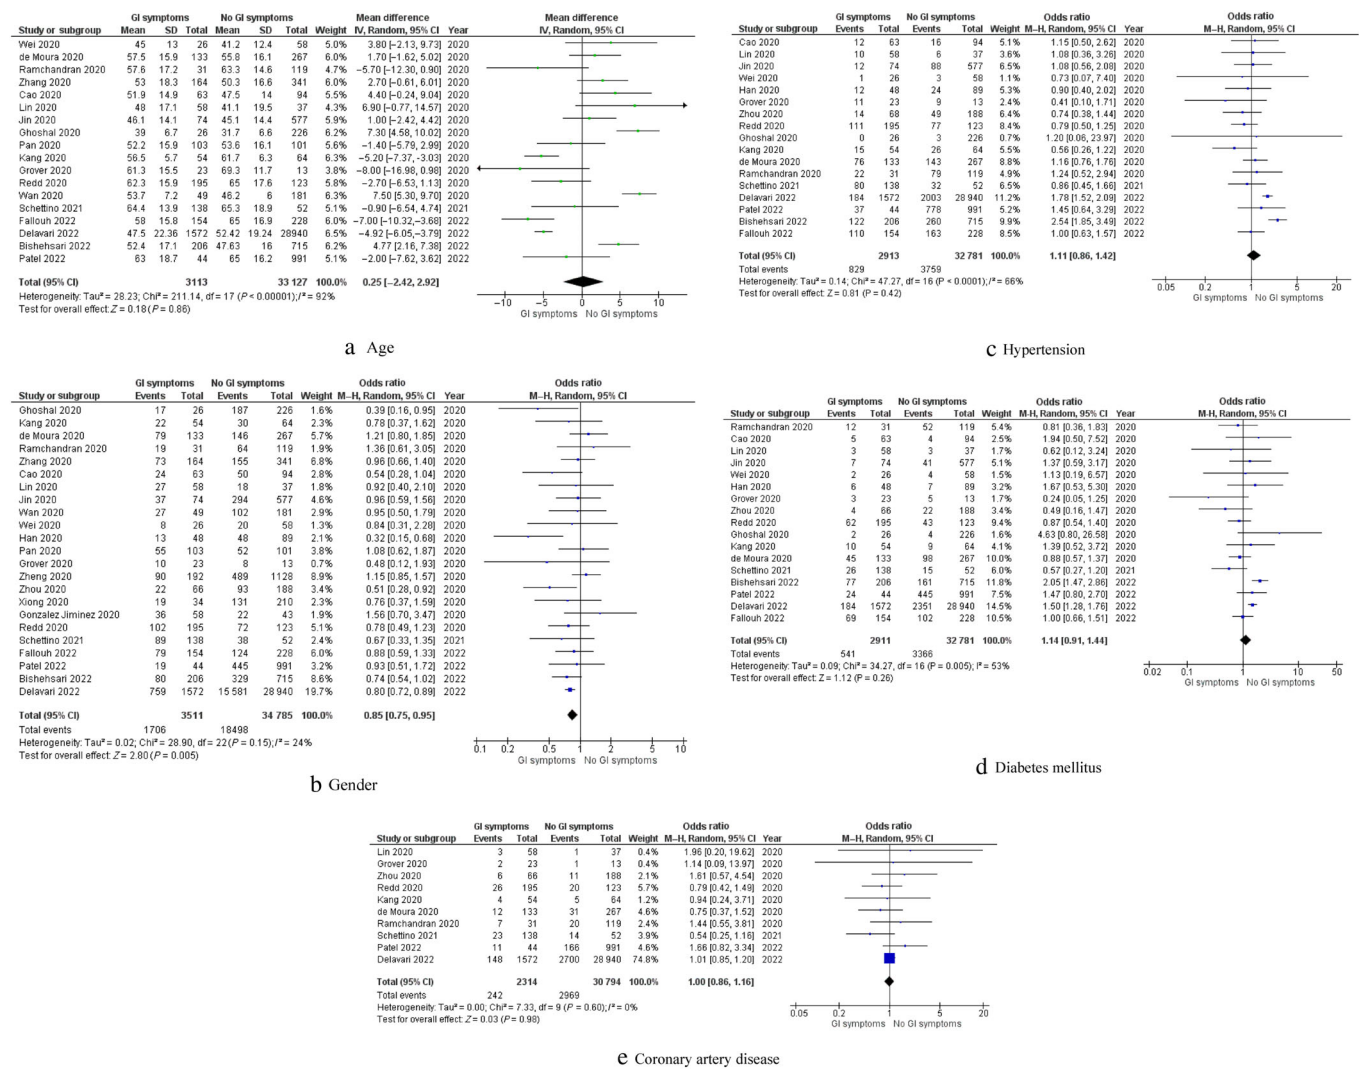 GI symptoms No GI symptoms Mean difference Mean difference
Study or subgroup Mean SD Total Mean SD Total Weight IV, Random, 95% CI Year IV, Random, 95% CI
Wei 2020 45 13 26 41.2 12.4 58 5.0% 3.80 [−2.13, 9.73] 2020
de Moura 2020 57.5 15.9 133 55.8 16.1 267 6.1% 1.70 [−1.62, 5.02] 2020
Ramchandran 2020 57.6 17.2 31 63.3 14.6 119 4.7% −5.70 [−12.30, 0.90] 2020
Zhang 2020 53 18.3 164 50.3 16.6 341 6.1% 2.70 [−0.61, 6.01] 2020
Cao 2020 51.9 14.9 63 47.5 14 94 5.6% 4.40 [−0.24, 9.04] 2020
Lin 2020 48 17.1 58 41.1 19.5 37 4.3% 6.90 [−0.77, 14.57] 2020
Jin 2020 46.1 14.1 74 45.1 14.4 577 6.1% 1.00 [−2.42, 4.42] 2020
Ghoshal 2020 39 6.7 26 31.7 6.6 226 6.3% 7.30 [4.58, 10.02] 2020
Pan 2020 52.2 15.9 103 53.6 16.1 101 5.6% −1.40 [−5.79, 2.99] 2020
Kang 2020 56.5 5.7 54 61.7 6.3 64 6.5% −5.20 [−7.37, -3.03] 2020
Grover 2020 61.3 15.5 23 69.3 11.7 13 3.8% −8.00 [−16.98, 0.98] 2020
Redd 2020 62.3 15.9 195 65 17.6 123 5.9% −2.70 [−6.53, 1.13] 2020
Wan 2020 53.7 7.2 49 46.2 6 181 6.5% 7.50 [5.30, 9.70] 2020
Schettino 2021 64.4 13.9 138 65.3 18.9 52 5.1% −0.90 [−6.54, 4.74] 2021
Fallouh 2022 58 15.8 154 65 16.9 228 6.1% −7.00 [−10.32,−3.68] 2022
Delavari 2022 47.5 22.36 1572 52.42 19.24 28940 6.8% −4.92 [−6.05,−3.79] 2022
Bishehsari 2022 52.4 17.1 206 47.63 16 715 6.4% 4.77 [2.16, 7.38] 2022
Patel 2022 63 18.7 44 65 16.2 991 5.1% −2.00 [−7.62, 3.62] 2022
Total (95% CI) 3113 33 127 100.0% 0.25 [−2.42, 2.92]
Heterogeneity: Tau² = 28.23; Chi² = 211.14, df = 17 (P < 0.00001); I² = 92%
Test for overall effect: Z = 0.18 (P = 0.86)
−10 −5 0 5 10
GI symptoms No GI symptoms
a Age
GI symptoms No GI symptoms Odds ratio Odds ratio
Study or subgroup Events Total Events Total Weight M−H, Random, 95% CI Year M−H, Random, 95% CI
Ghoshal 2020 17 26 187 226 1.6% 0.39 [0.16, 0.95] 2020
Kang 2020 22 54 30 64 2.3% 0.78 [0.37, 1.62] 2020
de Moura 2020 79 133 146 267 5.8% 1.21 [0.80, 1.85] 2020
Ramchandran 2020 19 31 64 119 1.9% 1.36 [0.61, 3.05] 2020
Zhang 2020 73 164 155 341 6.9% 0.96 [0.66, 1.40] 2020
Cao 2020 24 63 50 94 2.9% 0.54 [0.28, 1.04] 2020
Lin 2020 27 58 18 37 1.8% 0.92 [0.40, 2.10] 2020
Jin 2020 37 74 294 577 4.6% 0.96 [0.59, 1.56] 2020
Wan 2020 27 49 102 181 3.0% 0.95 [0.50, 1.79] 2020
Wei 2020 8 26 20 58 1.3% 0.84 [0.31, 2.28] 2020
Han 2020 13 48 48 89 2.1% 0.32 [0.15, 0.68] 2020
Pan 2020 55 103 52 101 3.7% 1.08 [0.62, 1.87] 2020
Grover 2020 10 23 8 13 0.7% 0.48 [0.12, 1.93] 2020
Zheng 2020 90 192 489 1128 9.4% 1.15 [0.85, 1.57] 2020
Zhou 2020 22 66 93 188 3.4% 0.51 [0.28, 0.92] 2020
Xiong 2020 19 34 131 210 2.3% 0.76 [0.37, 1.59] 2020
Gonzalez Jiminez 2020 36 58 22 43 1.9% 1.56 [0.70, 3.47] 2020
Redd 2020 102 195 72 123 4.9% 0.78 [0.49, 1.23] 2020
Schettino 2021 89 138 38 52 2.6% 0.67 [0.33, 1.35] 2021
Fallouh 2022 79 154 124 228 6.0% 0.88 [0.59, 1.33] 2022
Patel 2022 19 44 445 991 3.2% 0.93 [0.51, 1.72] 2022
Bishehsari 2022 80 206 329 715 8.6% 0.74 [0.54, 1.02] 2022
Delavari 2022 759 1572 15 581 28 940 19.7% 0.80 [0.72, 0.89] 2022
Total (95% CI) 3511 34 785 100.0% 0.85 [0.75, 0.95]
Total events 1706 18498
Heterogeneity: Tau² = 0.02; Chi² = 28.90, df = 22 (P = 0.15); I² = 24%
Test for overall effect: Z = 2.80 (P = 0.005)
0.1 0.2 0.5 1 2 5 10
GI symptoms No GI symptoms
b Gender
GI symptoms No GI symptoms Odds ratio Odds ratio
Study or subgroup Events Total Events Total Weight M−H, Random, 95% CI Year M−H, Random, 95% CI
Cao 2020 12 63 16 94 5.1% 1.15 [0.50, 2.62] 2020
Lin 2020 10 58 6 37 3.1% 1.08 [0.36, 3.26] 2020
Jin 2020 12 74 88 577 6.4% 1.08 [0.56, 2.08] 2020
Wei 2020 1 26 3 58 0.8% 0.73 [0.07, 7.40] 2020
Han 2020 12 48 24 89 5.2% 0.90 [0.40, 2.02] 2020
Grover 2020 11 23 9 13 2.0% 0.41 [0.10, 1.71] 2020
Zhou 2020 14 68 49 188 6.3% 0.74 [0.38, 1.44] 2020
Redd 2020 111 195 77 123 8.7% 0.79 [0.50, 1.25] 2020
Ghoshal 2020 0 26 3 226 0.5% 1.20 [0.06, 23.97] 2020
Kang 2020 15 54 26 64 5.4% 0.56 [0.26, 1.22] 2020
de Moura 2020 76 133 143 267 9.2% 1.16 [0.76, 1.76] 2020
Ramchandran 2020 22 31 79 119 4.8% 1.24 [0.52, 2.94] 2020
Schettino 2021 80 138 32 52 6.5% 0.86 [0.45, 1.66] 2021
Delavari 2022 184 1572 2003 28 940 11.2% 1.78 [1.52, 2.09] 2022
Patel 2022 37 44 778 991 5.1% 1.45 [0.64, 3.29] 2022
Bishehsari 2022 122 206 260 715 10.3% 2.54 [1.85, 3.49] 2022
Fallouh 2022 110 154 163 228 8.5% 1.00 [0.63, 1.57] 2022
Total (95% CI) 2913 32 781 100.0% 1.11 [0.86, 1.42]
Total events 829 3759
Heterogeneity: Tau² = 0.14; Chi² = 47.27, df = 16 (P < 0.0001); I² = 66%
Test for overall effect: Z = 0.81 (P = 0.42)
0.05 0.2 1 5 20
GI symptoms No GI symptoms
c Hypertension
GI symptoms No GI symptoms Odds ratio Odds ratio
Study or subgroup Events Total Events Total Weight M-H, Random, 95% CI Year M-H, Random, 95% CI
Ramchandran 2020 12 31 52 119 5.4% 0.81 [0.36, 1.83] 2020
Cao 2020 5 63 4 94 2.5% 1.94 [0.50, 7.52] 2020
Lin 2020 3 58 3 37 1.8% 0.62 [0.12, 3.24] 2020
Jin 2020 7 74 41 577 5.1% 1.37 [0.59, 3.17] 2020
Wei 2020 2 26 4 58 1.5% 1.13 [0.19, 6.57] 2020
Han 2020 6 48 7 89 3.2% 1.67 [0.53, 5.30] 2020
Grover 2020 3 23 5 13 1.8% 0.24 [0.05, 1.25] 2020
Zhou 2020 4 66 22 188 3.4% 0.49 [0.16, 1.47] 2020
Redd 2020 62 195 43 123 9.4% 0.87 [0.54, 1.40] 2020
Ghoshal 2020 2 26 4 226 1.5% 4.63 [0.80, 26.58] 2020
Kang 2020 10 54 9 64 4.0% 1.39 [0.52, 3.72] 2020
de Moura 2020 45 133 98 267 9.9% 0.88 [0.57, 1.37] 2020
Schettino 2021 26 138 15 52 6.0% 0.57 [0.27, 1.20] 2021
Bishehsari 2022 77 206 161 715 12.2% 2.05 [1.47, 2.86] 2022
Patel 2022 24 44 445 991 7.5% 1.47 [0.80, 2.70] 2022
Delavari 2022 184 1572 2351 28 940 14.5% 1.50 [1.28, 1.76] 2022
Fallouh 2022 69 154 102 228 10.3% 1.00 [0.66, 1.51] 2022
Total (95% CI) 2911 32 781 100.0% 1.14 [0.91, 1.44]
Total events 541 3366
Heterogeneity: Tau² = 0.09; Chi² = 34.27, df = 16 (P = 0.005); I² = 53%
Test for overall effect: Z = 1.12 (P = 0.26)
0.02 0.1 1 10 50
GI symptoms No GI symptoms
d Diabetes mellitus
GI symptoms No GI symptoms Odds ratio Odds ratio
Study or subgroup Events Total Events Total Weight M−H, Random, 95% CI Year M−H, Random, 95% CI
Lin 2020 3 58 1 37 0.4% 1.96 [0.20, 19.62] 2020
Grover 2020 2 23 1 13 0.4% 1.14 [0.09, 13.97] 2020
Zhou 2020 6 66 11 188 2.1% 1.61 [0.57, 4.54] 2020
Redd 2020 26 195 20 123 5.7% 0.79 [0.42, 1.49] 2020
Kang 2020 4 54 5 64 1.2% 0.94 [0.24, 3.71] 2020
de Moura 2020 12 133 31 267 4.6% 0.75 [0.37, 1.52] 2020
Ramchandran 2020 7 31 20 119 2.4% 1.44 [0.55, 3.81] 2020
Schettino 2021 23 138 14 52 3.9% 0.54 [0.25, 1.16] 2021
Patel 2022 11 44 166 991 4.6% 1.66 [0.82, 3.34] 2022
Delavari 2022 148 1572 2700 28 940 74.8% 1.01 [0.85, 1.20] 2022
Total (95% CI) 2314 30 794 100.0% 1.00 [0.86, 1.16]
Total events 242 2969
Heterogeneity: Tau² = 0.00; Chi² = 7.33, df = 9 (P = 0.60); I² = 0%
Test for overall effect: Z = 0.03 (P = 0.98)
0.05 0.2 1 5 20
GI symptoms No GI symptoms
e Coronary artery disease